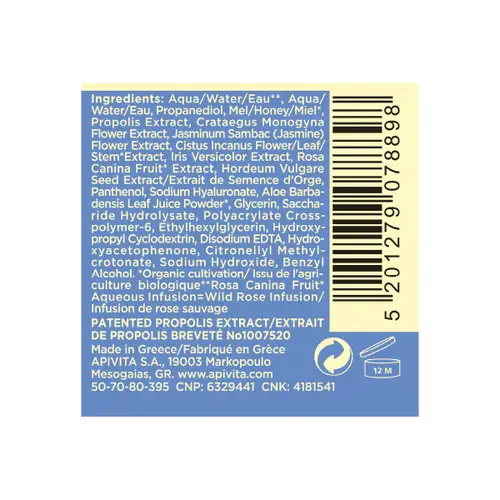 Ingredients: Aqua/Water/Eau**, Aqua/
Water/Eau, Propanediol, Mel/Honey/Miel*,
Propolis Extract, Crataegus Monogyna
Flower Extract, Jasminum Sambac (Jasmine)
Flower Extract, Cistus Incanus Flower/Leaf/
Stem*Extract, Iris Versicolor Extract, Rosa
Canina Fruit* Extract, Hordeum Vulgare
Seed Extract/Extrait de Semence d'Orge,
Panthenol, Sodium Hyaluronate, Aloe Barba-
densis Leaf Juice Powder*, Glycerin, Saccha-
ride Hydrolysate, Polyacrylate Cross-
polymer-6, Ethylhexylglycerin, Hydroxy-
propyl Cyclodextrin, Disodium EDTA, Hydro-
xyacetophenone, Citronellyl Methyl-
crotonate, Sodium Hydroxide, Benzyl
Alcohol. *Organic cultivation/ Issu de l'agri-
culture biologique**Rosa Canina Fruit*
Aqueous Infusion=Wild Rose Infusion/
Infusion de rose sauvage
PATENTED PROPOLIS EXTRACT/EXTRAIT
DE PROPOLIS BREVETÉ No1007520
Made in Greece/Fabriqué en Grèce
APIVITA S.A., 19003 Markopoulo
Mesogaias, GR. www.apivita.com
50-70-80-395 CNP: 6329441 CNK: 4181541
5 201279 078898
12 M